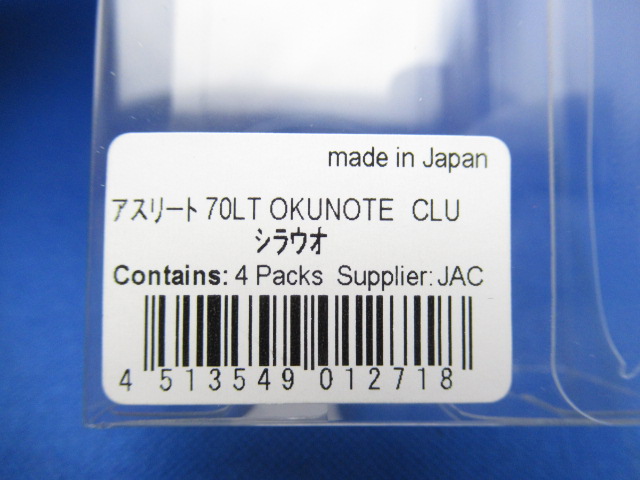 made in Japan
アスリート 70LT OKUNOTE CLU
シラウオ
Contains: 4 Packs Supplier: JAC
4 513549 012718